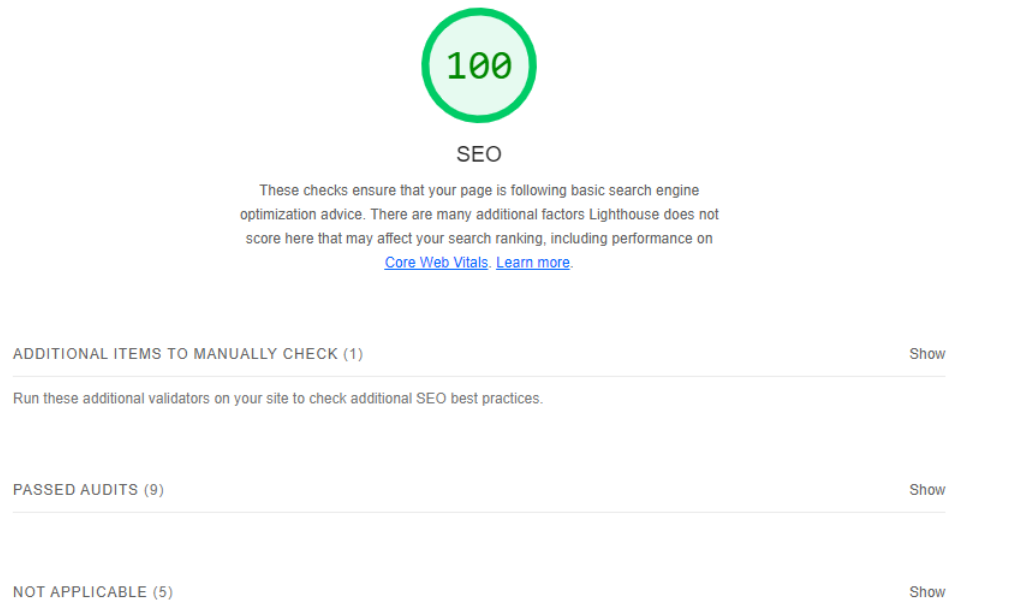 100
SEO
These checks ensure that your page is following basic search engine
optimization advice. There are many additional factors Lighthouse does not
score here that may affect your search ranking, including performance on
Core Web Vitals. Learn more.
ADDITIONAL ITEMS TO MANUALLY CHECK (1) Show
Run these additional validators on your site to check additional SEO best practices.
PASSED AUDITS (9) Show
NOT APPLICABLE (5) Show